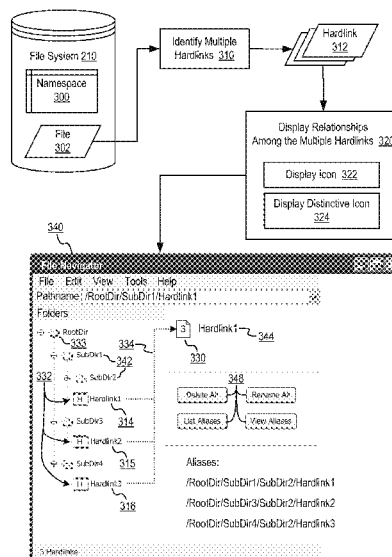 File System 210
Namespace
300
File
302
Identify Multiple
Hardlinks 310
Hardlink
312
Display Relationships
Among the Multiple Hardlinks 320
Display Icon 322
Display Distinctive Icon
324
340
File Navigator
File Edit View Tools Help
Pathname: /RootDir/SubDir1/Hardlink1
Folders
RootDir
333
334
SubDir1
342
332
SubDir2
H Hardlink1
314
SubDir3
H Hardlink2
315
SubDir4
H Hardlink3
316
3 Hardlink1
344
330
348
Delete All
Rename All
List Aliases
View Aliases
Aliases:
/RootDir/SubDir1/SubDir2/Hardlink1
/RootDir/SubDir3/SubDir2/Hardlink2
/RootDir/SubDir4/SubDir2/Hardlink3
3 Hardlinks